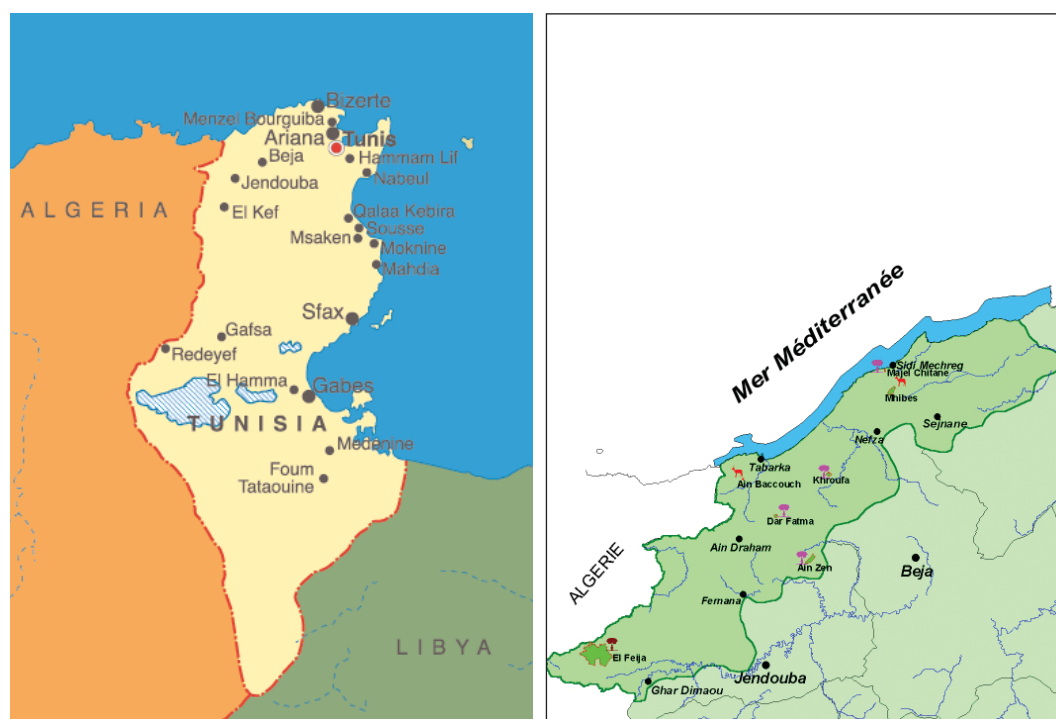 Bizerte
Menzel Bourguiba
Ariana
Tunis
Beja
Hammam Lif
Jendouba
Nabeul
ALGERIA
El Kef
Qalaa Kebira
Sousse
Msaken
Moknine
Mahdia
Sfax
Gafsa
Redeyef
El Hamma
Gabes
TUNISIA
Medenine
Foum
Tataouine
LIBYA
Mer Méditerranée
Sidi Mechreg
Majel Chitane
Mhibes
Sejnane
Nefza
Tabarka
Ain Baccouch
Khroufa
Dar Fatma
Ain Draham
ALGERIE
Ain Zen
Beja
Fernana
El Feija
Jendouba
Ghar Dimaou